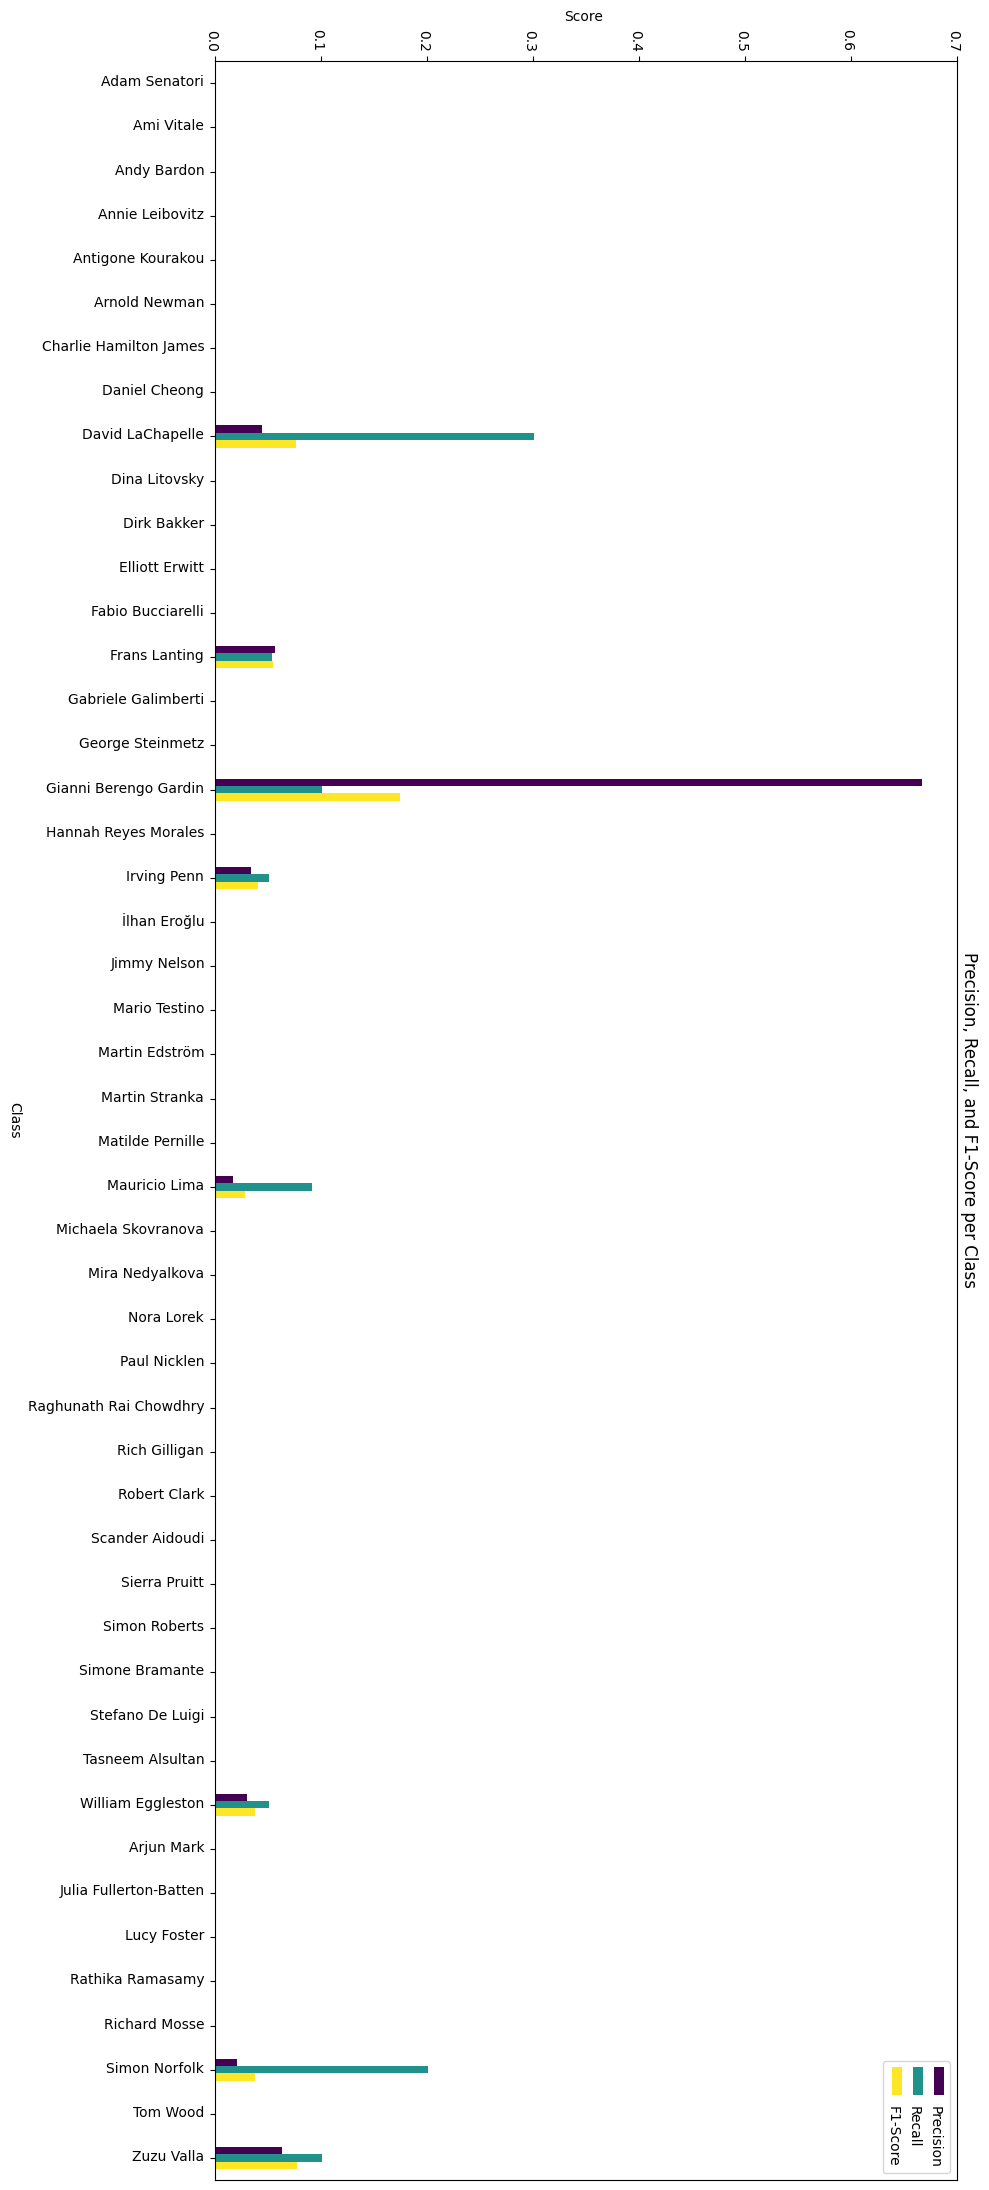 Score
0.0 0.1 0.2 0.3 0.4 0.5 0.6 0.7
Precision, Recall, and F1-Score per Class
Class
Adam Senatori
Ami Vitale
Andy Bardon
Annie Leibovitz
Antigone Kourakou
Arnold Newman
Charlie Hamilton James
Daniel Cheong
David LaChapelle
Dina Litovsky
Dirk Bakker
Elliott Erwitt
Fabio Bucciarelli
Frans Lanting
Gabriele Galimberti
George Steinmetz
Gianni Berengo Gardin
Hannah Reyes Morales
Irving Penn
İlhan Eroğlu
Jimmy Nelson
Mario Testino
Martin Edström
Martin Stranka
Matilde Pernille
Mauricio Lima
Michaela Skovranova
Mira Nedyalkova
Nora Lorek
Paul Nicklen
Raghunath Rai Chowdhry
Rich Gilligan
Robert Clark
Scander Aidoudi
Sierra Pruitt
Simon Roberts
Simone Bramante
Stefano De Luigi
Tasneem Alsultan
William Eggleston
Arjun Mark
Julia Fullerton-Batten
Lucy Foster
Rathika Ramasamy
Richard Mosse
Simon Norfolk
Tom Wood
Zuzu Valla
Precision
Recall
F1-Score